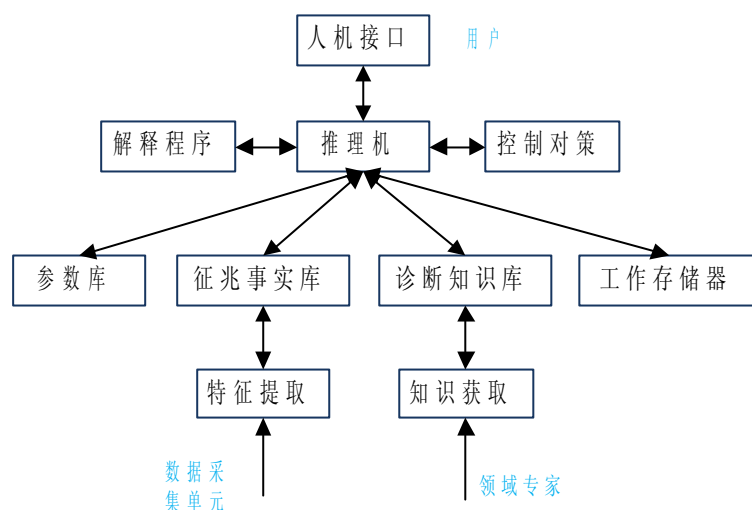 人机接口
用户
解释程序
推理机
控制对策
参数库
征兆事实库
诊断知识库
工作存储器
特征提取
知识获取
数据采
集单元
领域专家